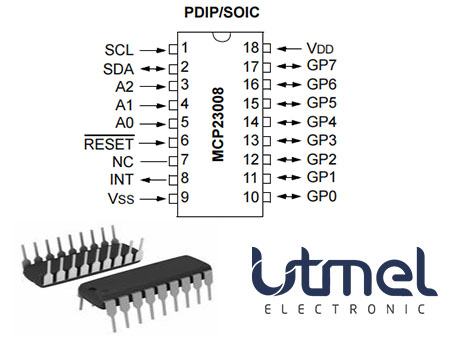 PDIP/SOIC
SCL 1 18 VDD
SDA 2 17 GP7
A2 3 16 GP6
A1 4 15 GP5
A0 5 14 GP4
RESET 6 13 GP3
NC 7 12 GP2
INT 8 11 GP1
VSS 9 10 GP0
MCP23008
Utmel
ELECTRONIC